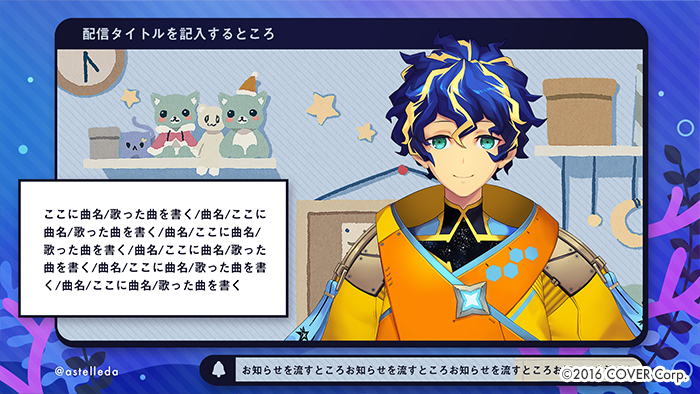 配信タイトルを記入するところ
ここに曲名/歌った曲を書く/曲名/ここに
曲名/歌った曲を書く/曲名/ここに曲名/
歌った曲を書く/曲名/ここに曲名/歌った
曲を書く/曲名/ここに曲名/歌った曲を書
く/曲名/ここに曲名/歌った曲を書く
@astelleda
お知らせを流すところお知らせを流すところお知らせを流すところお
©2016 COVER Corp.